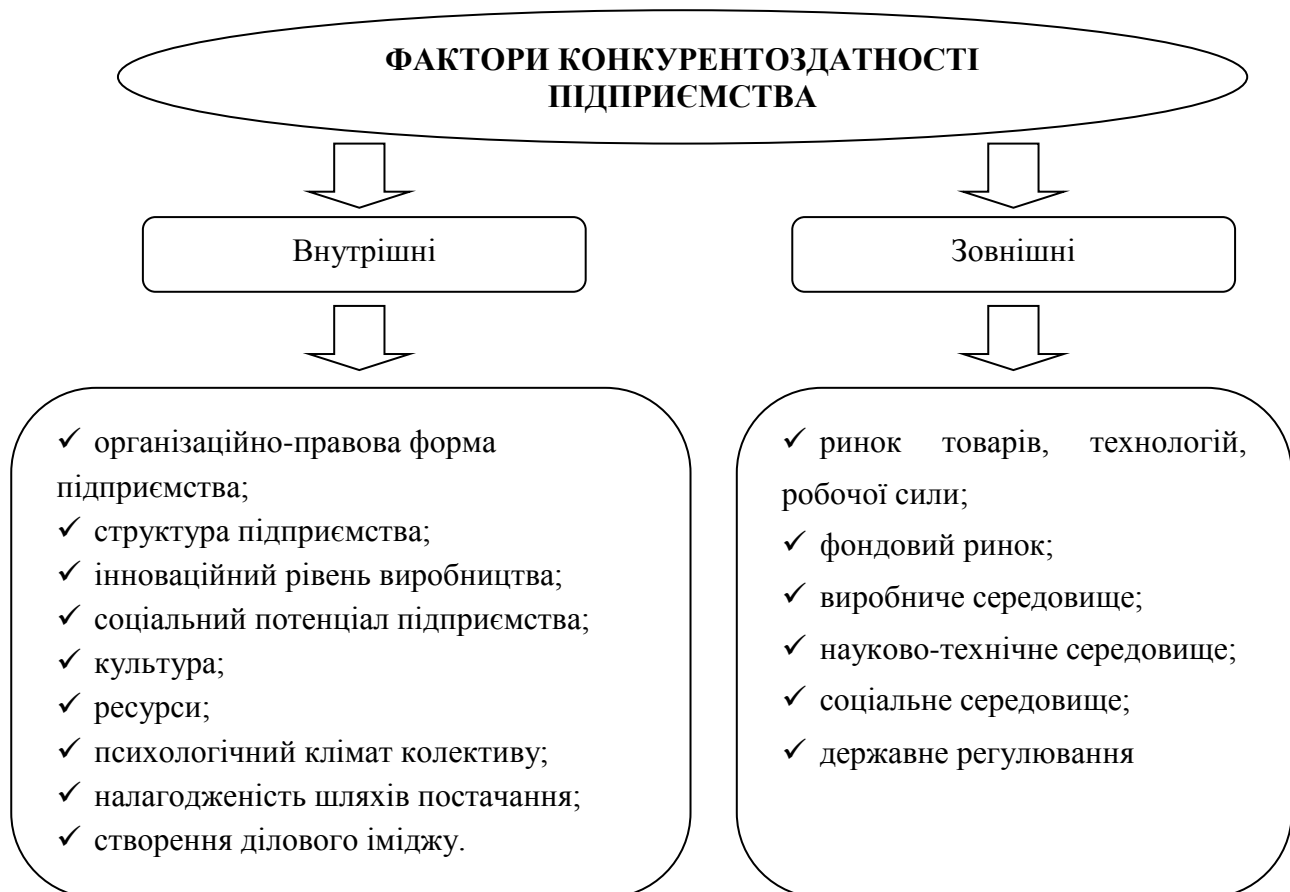 ФАКТОРИ КОНКУРЕНТОЗДАТНОСТІ
ПІДПРИЄМСТВА
Внутрішні
Зовнішні
✓ організаційно-правова форма
підприємства;
✓ структура підприємства;
✓ інноваційний рівень виробництва;
✓ соціальний потенціал підприємства;
✓ культура;
✓ ресурси;
✓ психологічний клімат колективу;
✓ налагодженість шляхів постачання;
✓ створення ділового іміджу.
✓ ринок товарів, технологій,
робочої сили;
✓ фондовий ринок;
✓ виробниче середовище;
✓ науково-технічне середовище;
✓ соціальне середовище;
✓ державне регулювання